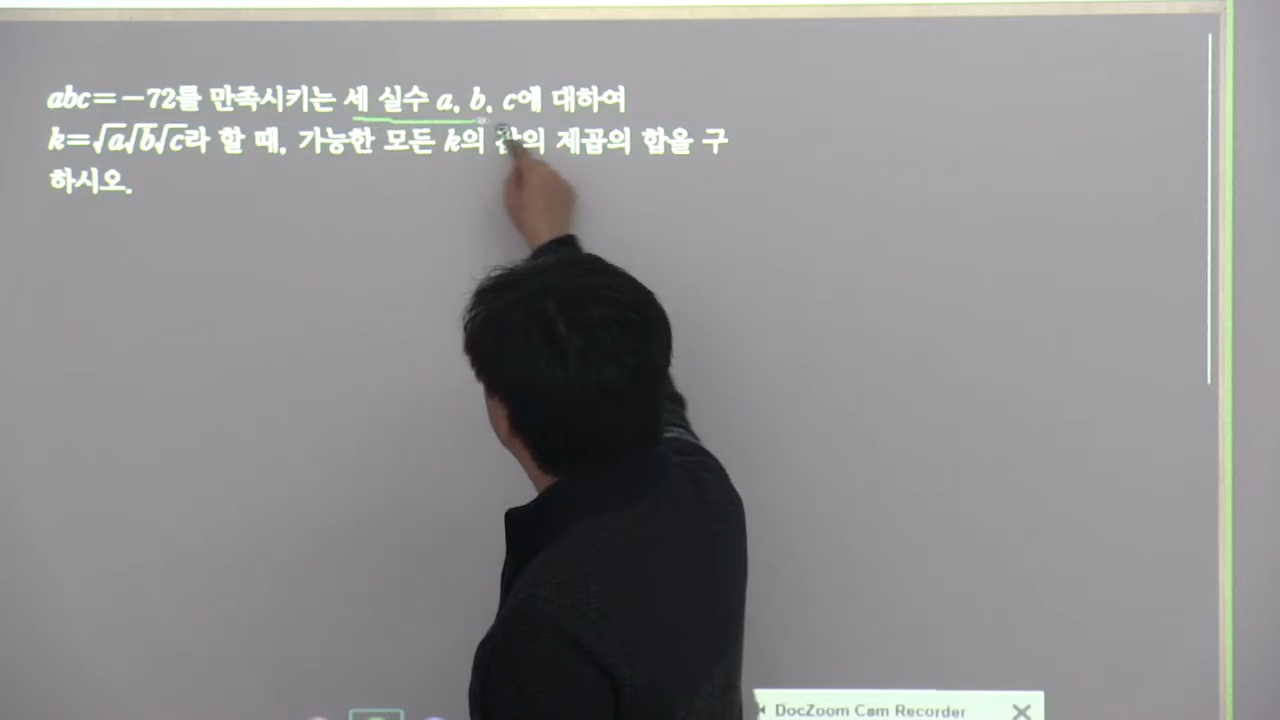 abc=-72를 만족시키는 세 실수 a, b, c에 대하여
k=√a√b√c라 할 때, 가능한 모든 k의 값의 제곱의 합을 구
하시오.
DocZoom Cam Recorder